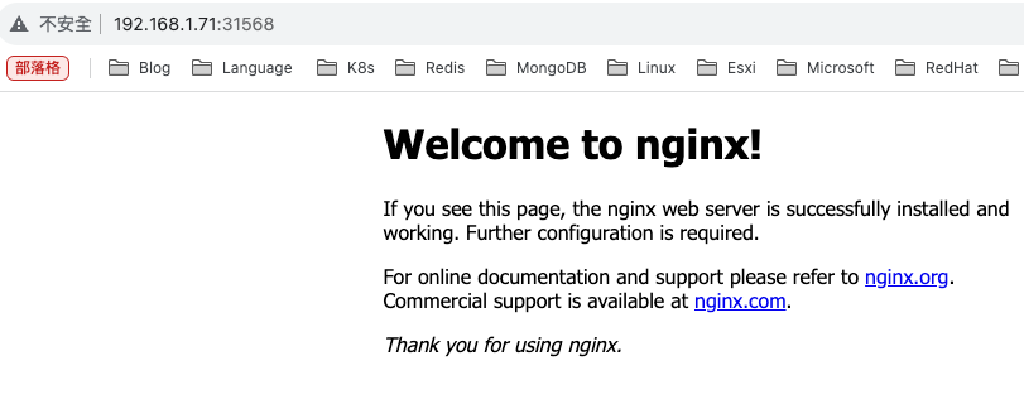 不安全 192.168.1.71:31568
部落格 Blog Language K8s Redis MongoDB Linux Esxi Microsoft RedHat
Welcome to nginx!
If you see this page, the nginx web server is successfully installed and
working. Further configuration is required.
For online documentation and support please refer to nginx.org.
Commercial support is available at nginx.com.
Thank you for using nginx.